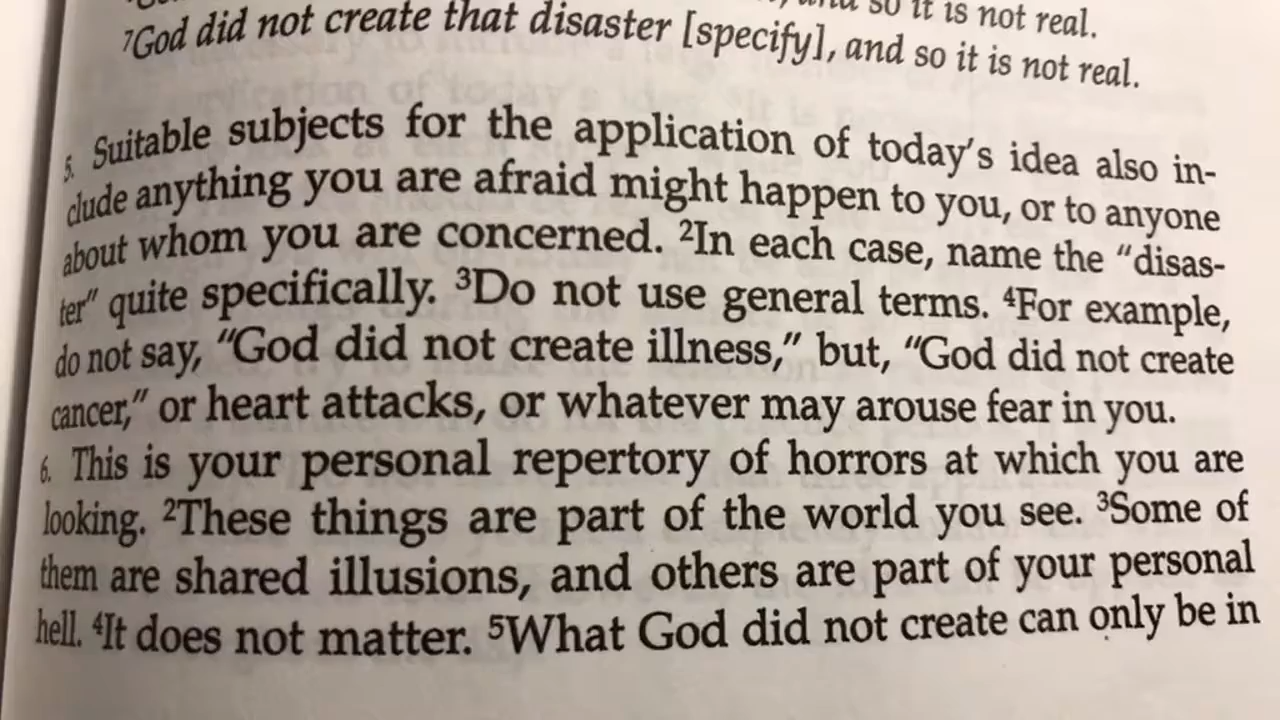 so it is not real.
⁷God did not create that disaster [specify], and so it is not real.
5. Suitable subjects for the application of today's idea also in-
clude anything you are afraid might happen to you, or to anyone
about whom you are concerned. ²In each case, name the “disas-
ter” quite specifically. ³Do not use general terms. ⁴For example,
do not say, “God did not create illness,” but, “God did not create
cancer,” or heart attacks, or whatever may arouse fear in you.
6. This is your personal repertory of horrors at which you are
looking. ²These things are part of the world you see. ³Some of
them are shared illusions, and others are part of your personal
hell. ⁴It does not matter. ⁵What God did not create can only be in